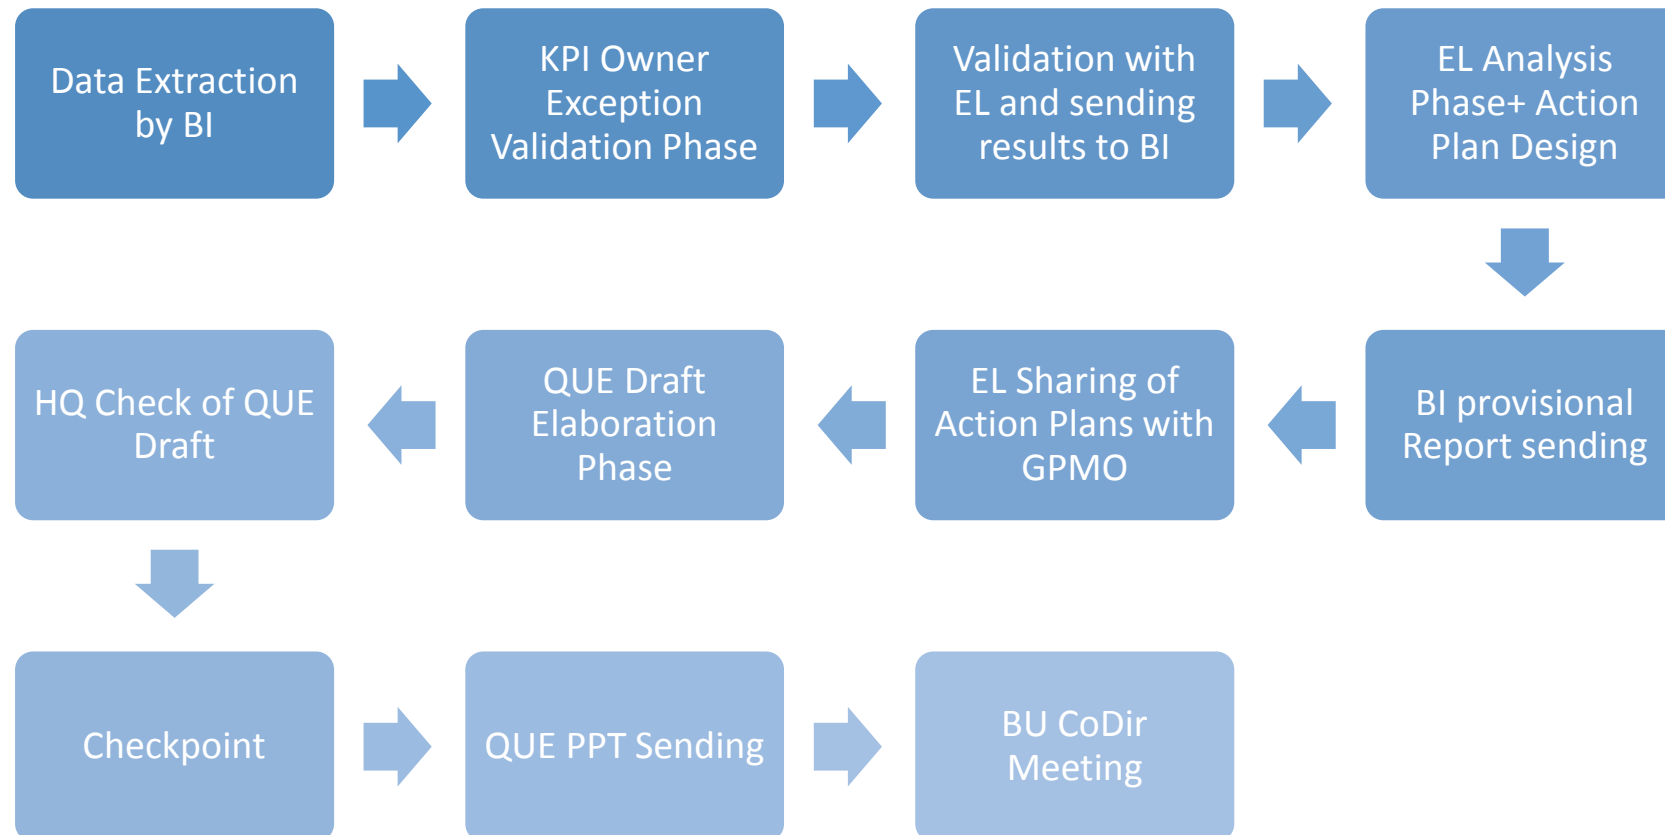 Data Extraction
by BI
KPI Owner
Exception
Validation Phase
Validation with
EL and sending
results to BI
EL Analysis
Phase+ Action
Plan Design
BI provisional
Report sending
EL Sharing of
Action Plans with
GPMO
QUE Draft
Elaboration
Phase
HQ Check of QUE
Draft
Checkpoint
QUE PPT Sending
BU CoDir
Meeting